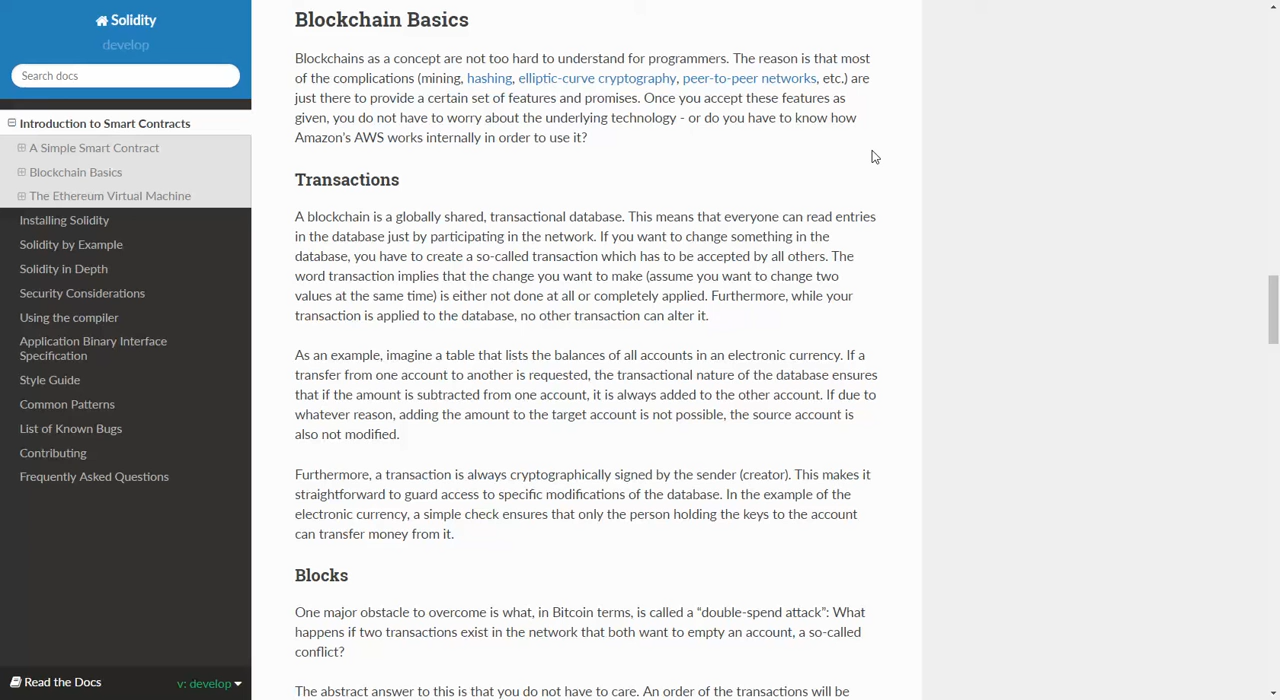 Solidity
develop
Search docs
Introduction to Smart Contracts
A Simple Smart Contract
Blockchain Basics
The Ethereum Virtual Machine
Installing Solidity
Solidity by Example
Solidity in Depth
Security Considerations
Using the compiler
Application Binary Interface
Specification
Style Guide
Common Patterns
List of Known Bugs
Contributing
Frequently Asked Questions
Read the Docs
v: develop
Blockchain Basics
Blockchains as a concept are not too hard to understand for programmers. The reason is that most
of the complications (mining, hashing, elliptic-curve cryptography, peer-to-peer networks, etc.) are
just there to provide a certain set of features and promises. Once you accept these features as
given, you do not have to worry about the underlying technology - or do you have to know how
Amazon's AWS works internally in order to use it?
Transactions
A blockchain is a globally shared, transactional database. This means that everyone can read entries
in the database just by participating in the network. If you want to change something in the
database, you have to create a so-called transaction which has to be accepted by all others. The
word transaction implies that the change you want to make (assume you want to change two
values at the same time) is either not done at all or completely applied. Furthermore, while your
transaction is applied to the database, no other transaction can alter it.
As an example, imagine a table that lists the balances of all accounts in an electronic currency. If a
transfer from one account to another is requested, the transactional nature of the database ensures
that if the amount is subtracted from one account, it is always added to the other account. If due to
whatever reason, adding the amount to the target account is not possible, the source account is
also not modified.
Furthermore, a transaction is always cryptographically signed by the sender (creator). This makes it
straightforward to guard access to specific modifications of the database. In the example of the
electronic currency, a simple check ensures that only the person holding the keys to the account
can transfer money from it.
Blocks
One major obstacle to overcome is what, in Bitcoin terms, is called a “double-spend attack”: What
happens if two transactions exist in the network that both want to empty an account, a so-called
conflict?
The abstract answer to this is that you do not have to care. An order of the transactions will be